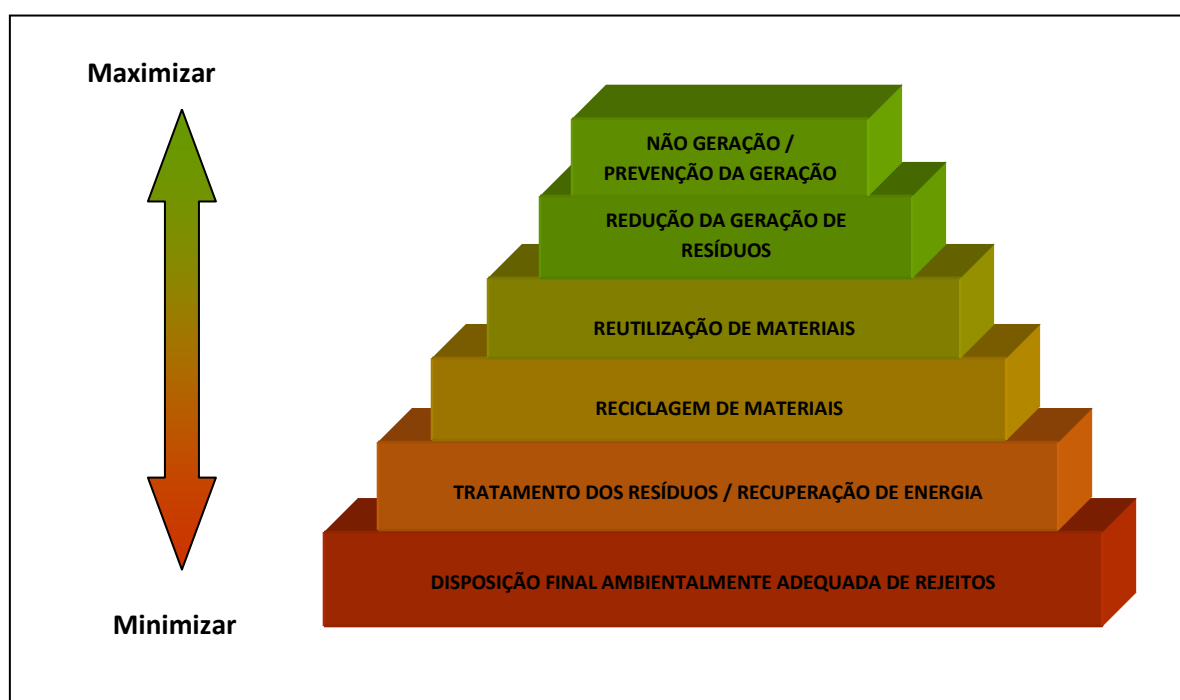 Maximizar
NÃO GERAÇÃO /
PREVENÇÃO DA GERAÇÃO
REDUÇÃO DA GERAÇÃO DE
RESÍDUOS
REUTILIZAÇÃO DE MATERIAIS
RECICLAGEM DE MATERIAIS
TRATAMENTO DOS RESÍDUOS / RECUPERAÇÃO DE ENERGIA
DISPOSIÇÃO FINAL AMBIENTALMENTE ADEQUADA DE REJEITOS
Minimizar